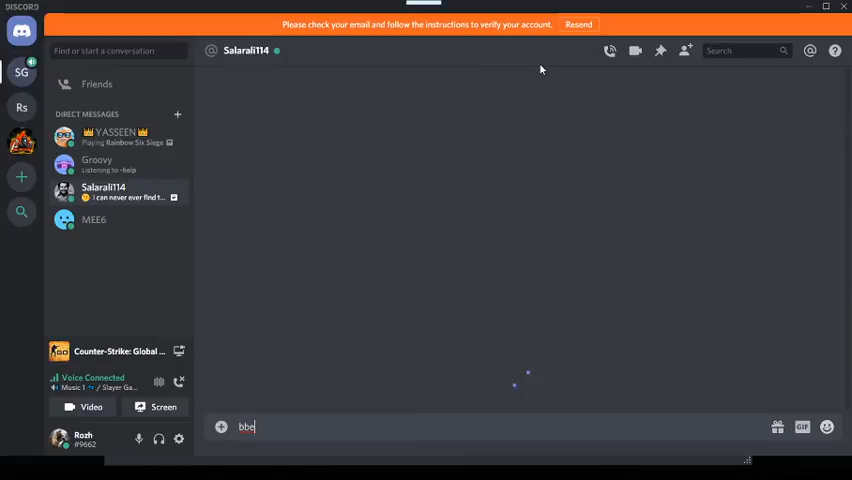 DISCORD
Please check your email and follow the instructions to verify your account. Resend
Find or start a conversation
Salarali114
Search
SG
Friends
Rs
DIRECT MESSAGES
YASSEEN
Playing Rainbow Six Siege
Groovy
Listening to -help
Salarali114
I can never ever find t...
MEE6
Counter-Strike: Global ...
Voice Connected
Music 1 / Slayer Ga...
Video Screen
Rozh
#9662
bbe
GIF